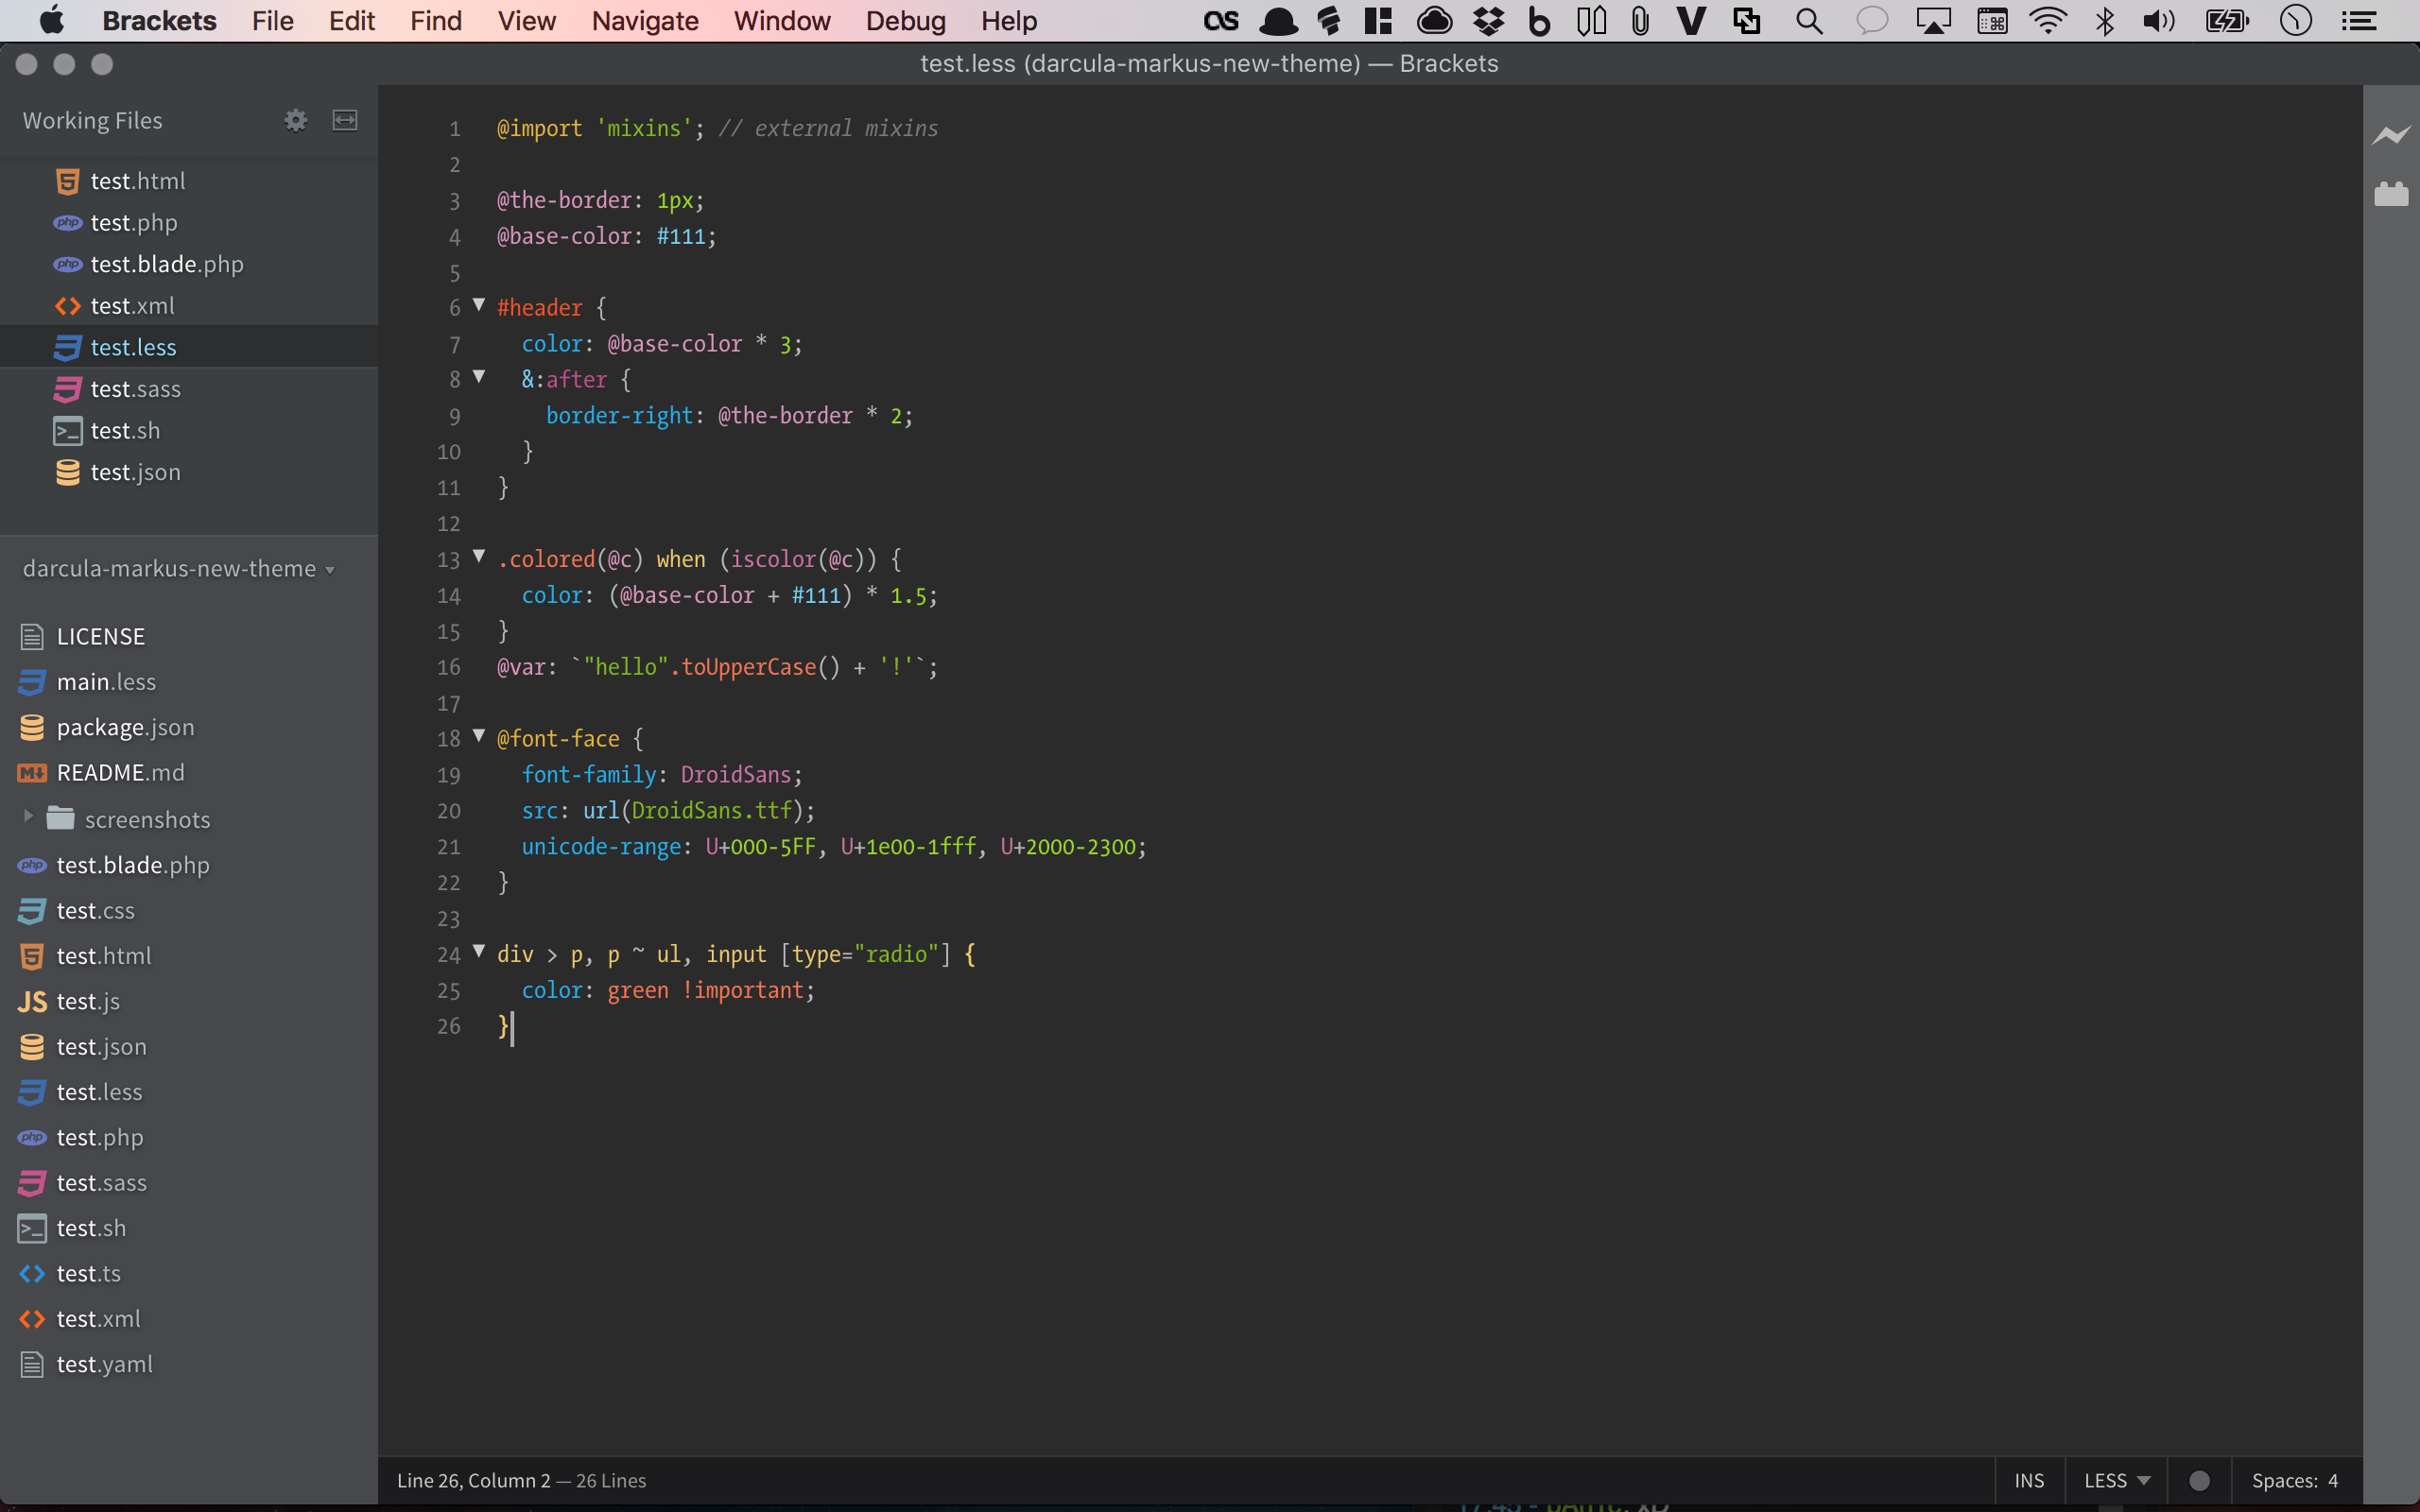 Brackets File Edit Find View Navigate Window Debug Help
test.less (darcula-markus-new-theme) — Brackets
Working Files
test.html
test.php
test.blade.php
test.xml
test.less
test.sass
test.sh
test.json
darcula-markus-new-theme
LICENSE
main.less
package.json
README.md
screenshots
test.blade.php
test.css
test.html
JS test.js
test.json
test.less
test.php
test.sass
test.sh
test.ts
test.xml
test.yaml
1 @import 'mixins'; // external mixins
2
3 @the-border: 1px;
4 @base-color: #111;
5
6 #header {
7 color: @base-color * 3;
8 &:after {
9 border-right: @the-border * 2;
10 }
11 }
12
13 .colored(@c) when (iscolor(@c)) {
14 color: (@base-color + #111) * 1.5;
15 }
16 @var: `"hello".toUpperCase() + '!'`;
17
18 @font-face {
19 font-family: DroidSans;
20 src: url(DroidSans.ttf);
21 unicode-range: U+000-5FF, U+1e00-1fff, U+2000-2300;
22 }
23
24 div > p, p ~ ul, input [type="radio"] {
25 color: green !important;
26 }
Line 26, Column 2 — 26 Lines
INS LESS Spaces: 4